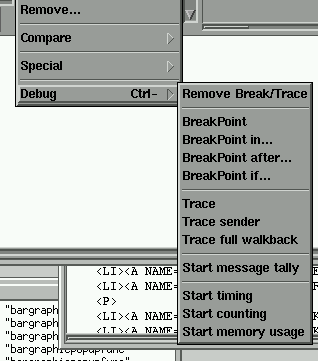 Remove...
Compare
Special
Debug Ctrl-
Remove Break/Trace
BreakPoint
BreakPoint in...
BreakPoint after...
BreakPoint if...
Trace
Trace sender
Trace full walkback
Start message tally
Start timing
Start counting
Start memory usage
<LI><A NAME=
<LI><A NAME=
<P>
<LI><A NAME=
<LI><A NAME=
"bargraph
"bargraph
"bargraph
"bargraph